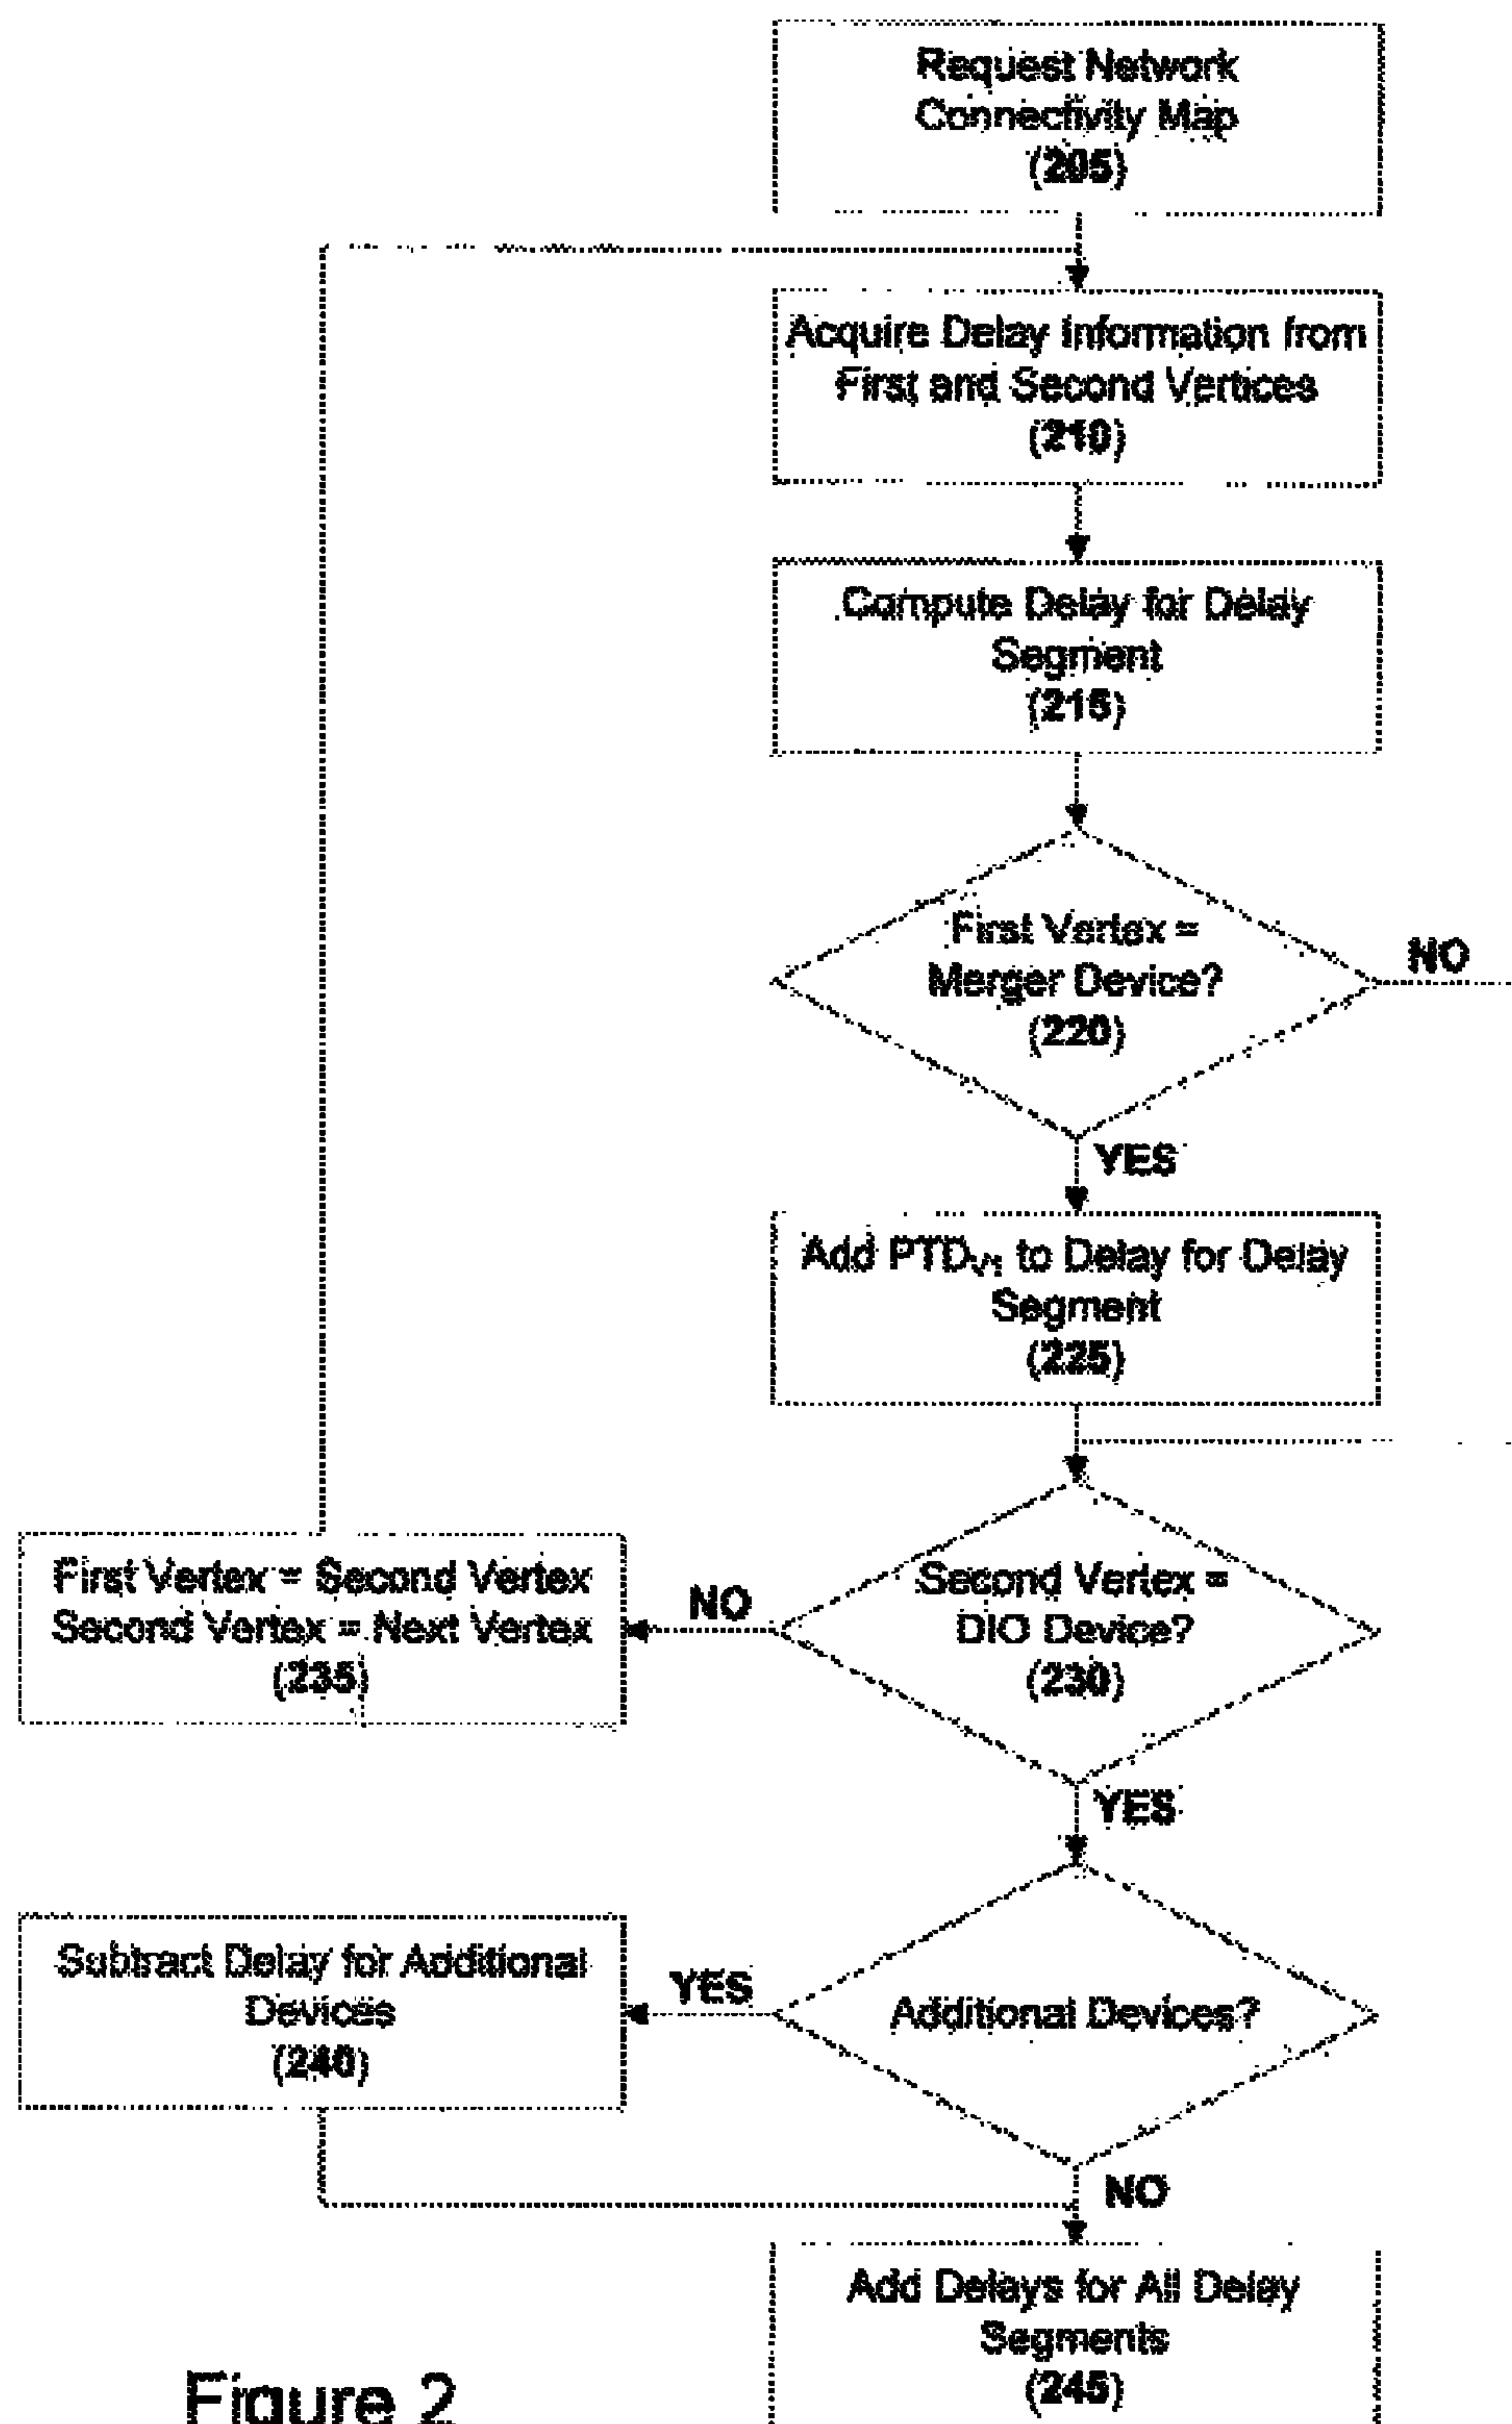 Request Network
Connectivity Map
(205)
Acquire Delay Information from
First and Second Vertices
(210)
Compute Delay for Delay
Segment
(215)
First Vertex =
Merger Device?
(220)
NO
YES
Add PTDV1 to Delay for Delay
Segment
(225)
First Vertex = Second Vertex
Second Vertex = Next Vertex
(235)
NO
Second Vertex =
DIO Device?
(230)
YES
Subtract Delay for Additional
Devices
(240)
YES
Additional Devices?
NO
Add Delays for All Delay
Segments
(245)
Figure 2